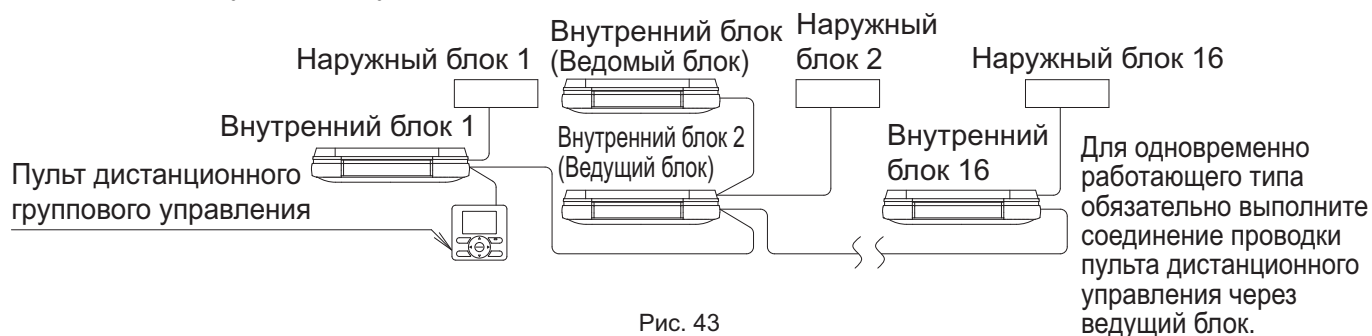 Наружный блок 1
Внутренний блок
(Ведомый блок)
Наружный
блок 2
Наружный блок 16
Внутренний блок 1
Внутренний блок 2
(Ведущий блок)
Внутренний
блок 16
Пульт дистанционного
группового управления
Для одновременно
работающего типа
обязательно выполните
соединение проводки
пульта дистанционного
управления через
ведущий блок.
Рис. 43